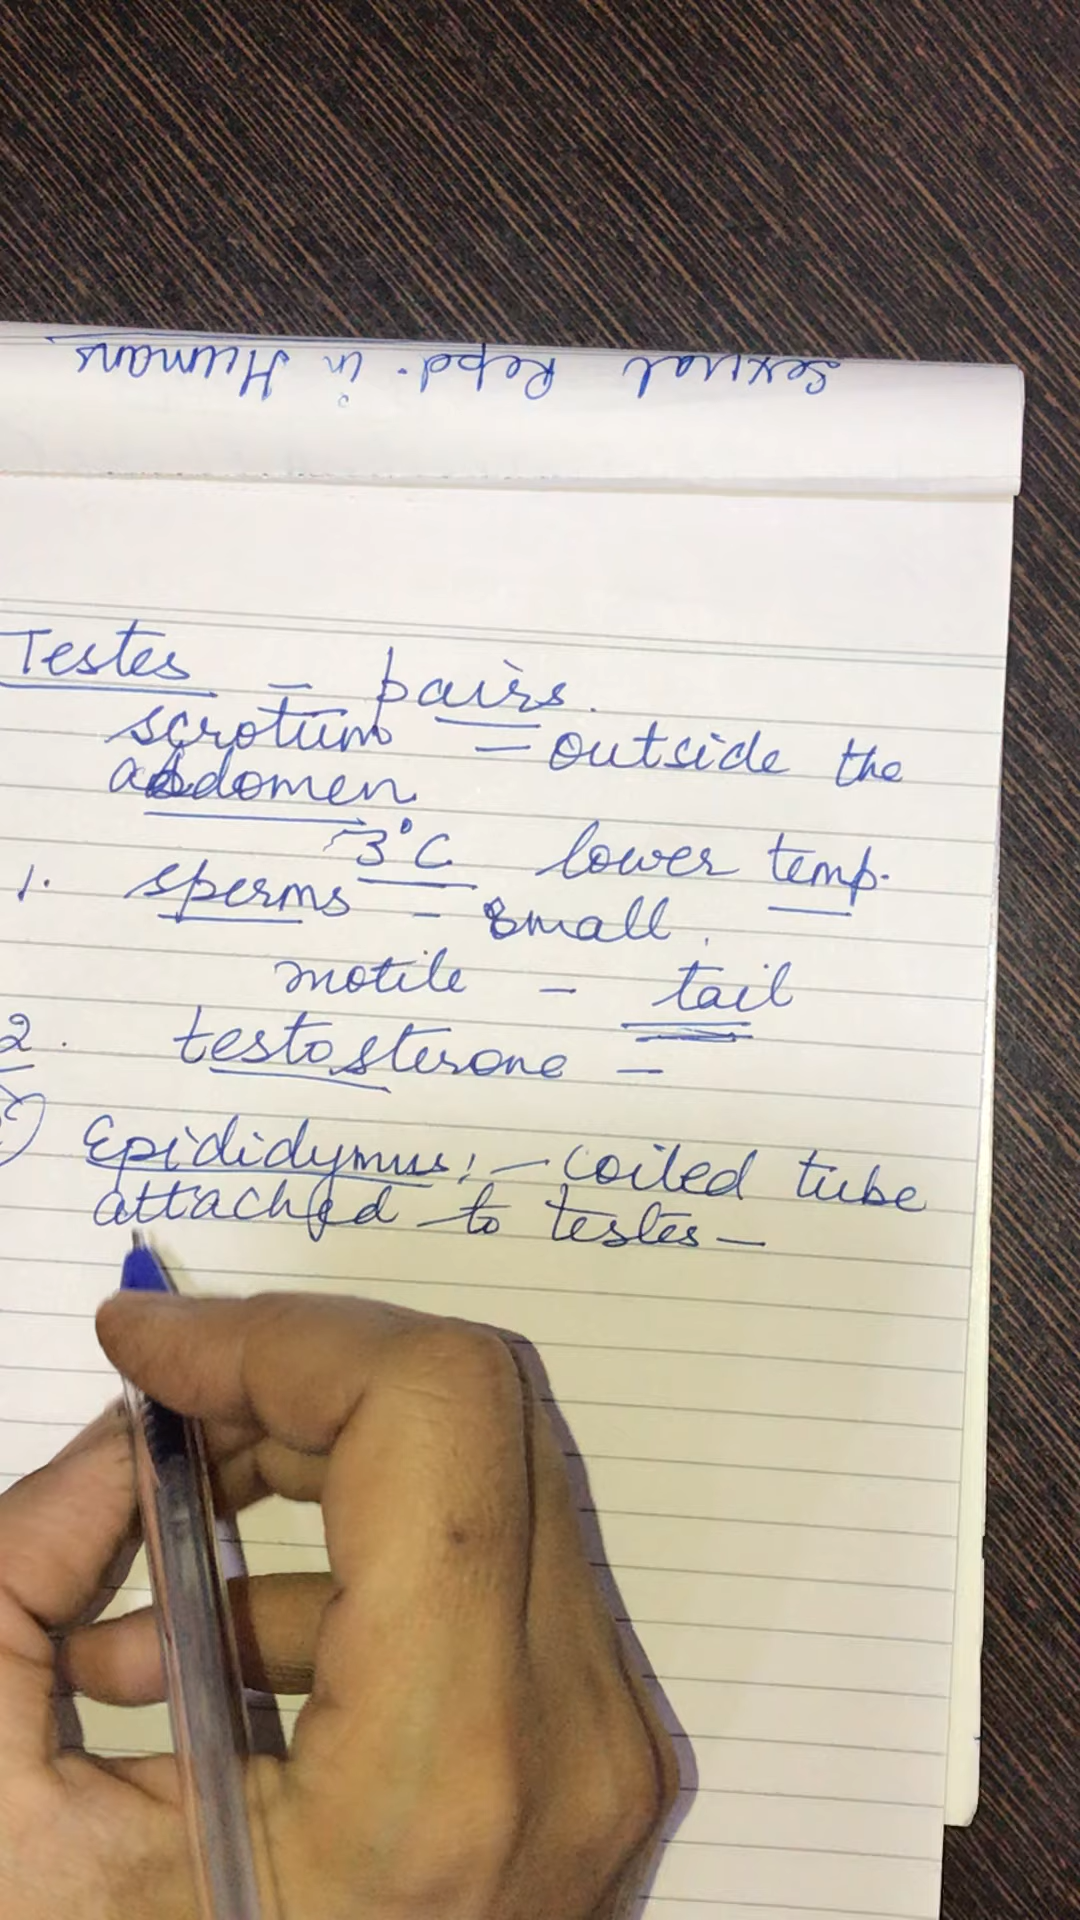 Sexual Repd. in Humans
Testes - pairs.
scrotum - outside the
abdomen
3°C lower temp.
1. sperms - small.
motile - tail
2. testosterone -
Epididymus: - coiled tube
attached to testes -